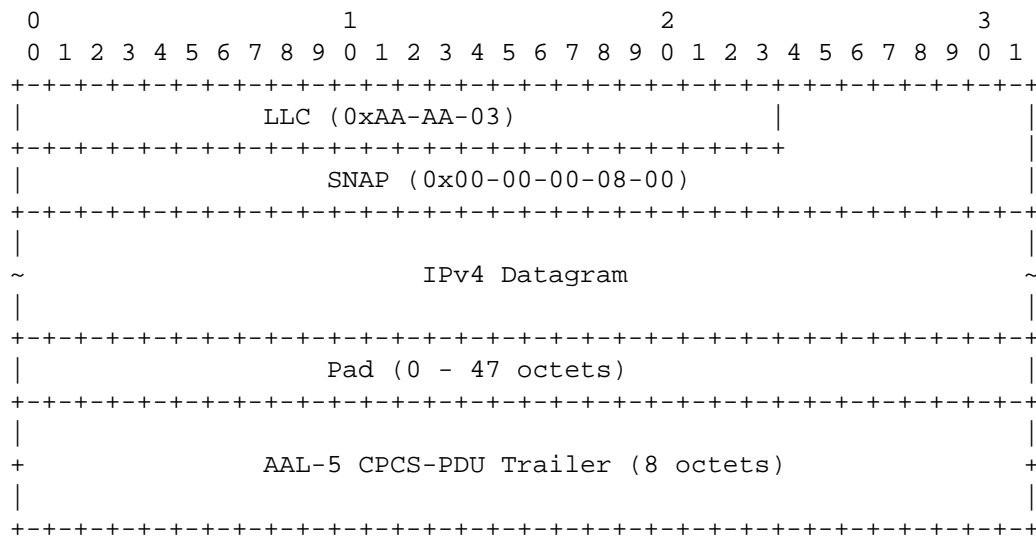 0                   1                   2                   3
 0 1 2 3 4 5 6 7 8 9 0 1 2 3 4 5 6 7 8 9 0 1 2 3 4 5 6 7 8 9 0 1
+-+-+-+-+-+-+-+-+-+-+-+-+-+-+-+-+-+-+-+-+-+-+-+-+-+-+-+-+-+-+-+-+
|               LLC (0xAA-AA-03)                |               |
+-+-+-+-+-+-+-+-+-+-+-+-+-+-+-+-+-+-+-+-+-+-+-+-+               |
|                   SNAP (0x00-00-00-08-00)                     |
+-+-+-+-+-+-+-+-+-+-+-+-+-+-+-+-+-+-+-+-+-+-+-+-+-+-+-+-+-+-+-+-+
|                                                               |
~                         IPv4 Datagram                         ~
|                                                               |
+-+-+-+-+-+-+-+-+-+-+-+-+-+-+-+-+-+-+-+-+-+-+-+-+-+-+-+-+-+-+-+-+
|                   Pad (0 - 47 octets)                         |
+-+-+-+-+-+-+-+-+-+-+-+-+-+-+-+-+-+-+-+-+-+-+-+-+-+-+-+-+-+-+-+-+
|                                                               |
+               AAL-5 CPCS-PDU Trailer (8 octets)               +
|                                                               |
+-+-+-+-+-+-+-+-+-+-+-+-+-+-+-+-+-+-+-+-+-+-+-+-+-+-+-+-+-+-+-+-+